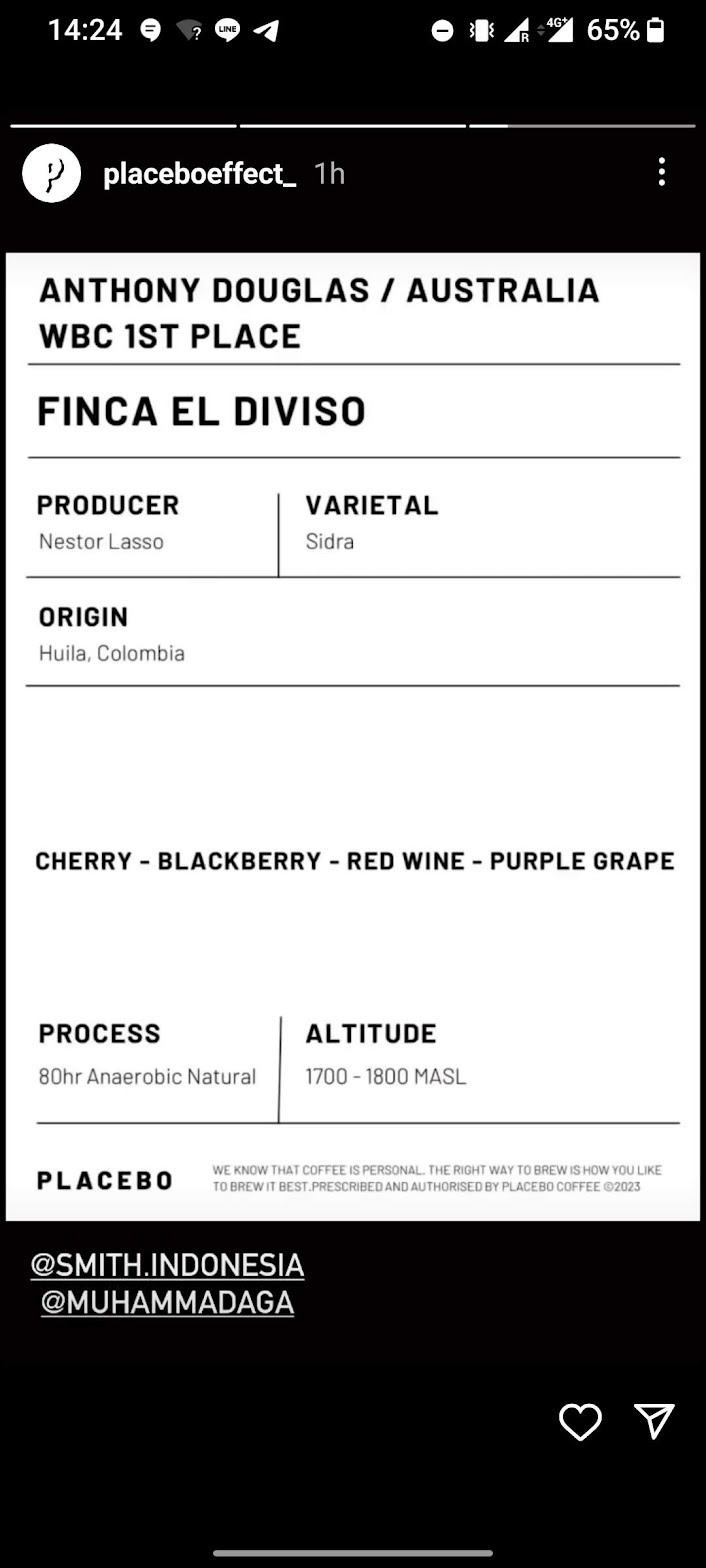 14:24
?
LINE
R
4G+
65%
placeboeffect_ 1h
ANTHONY DOUGLAS / AUSTRALIA
WBC 1ST PLACE
FINCA EL DIVISO
PRODUCER
Nestor Lasso
VARIETAL
Sidra
ORIGIN
Huila, Colombia
CHERRY - BLACKBERRY - RED WINE - PURPLE GRAPE
PROCESS
80hr Anaerobic Natural
ALTITUDE
1700 - 1800 MASL
PLACEBO
WE KNOW THAT COFFEE IS PERSONAL. THE RIGHT WAY TO BREW IS HOW YOU LIKE
TO BREW IT BEST.PRESCRIBED AND AUTHORISED BY PLACEBO COFFEE ©2023
@SMITH.INDONESIA
@MUHAMMADAGA